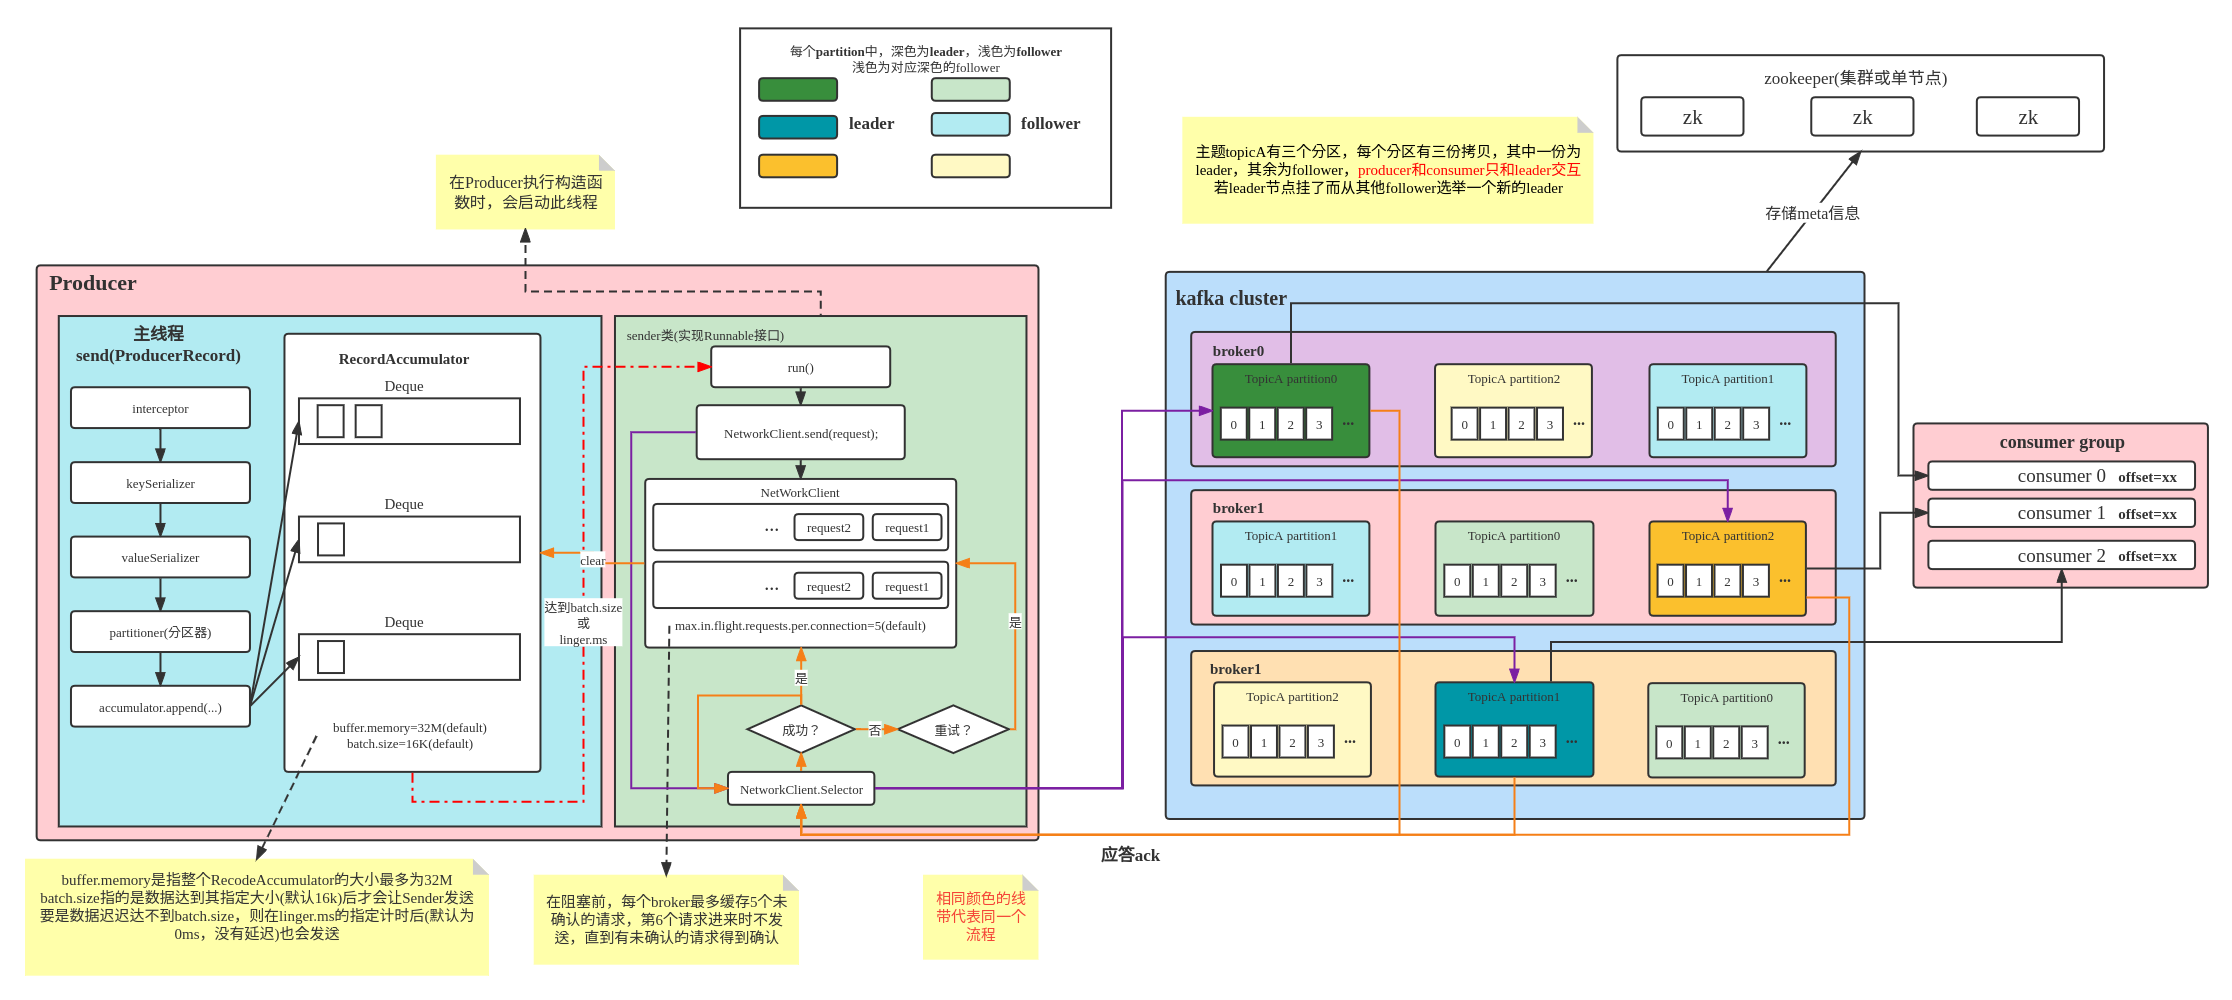 每个partition中，深色为leader，浅色为follower
浅色为对应深色的follower
leader
follower
zookeeper(集群或单节点)
zk
zk
zk
主题topicA有三个分区，每个分区有三份拷贝，其中一份为
leader，其余为follower，producer和consumer只和leader交互
若leader节点挂了而从其他follower选举一个新的leader
存储meta信息
在Producer执行构造函
数时，会启动此线程
Producer
主线程
send(ProducerRecord)
interceptor
keySerializer
valueSerializer
partitioner(分区器)
accumulator.append(...)
RecordAccumulator
Deque
Deque
Deque
buffer.memory=32M(default)
batch.size=16K(default)
clear
达到batch.size
或
linger.ms
sender类(实现Runnable接口)
run()
NetworkClient.send(request);
NetWorkClient
... request2 request1
... request2 request1
max.in.flight.requests.per.connection=5(default)
是
是
成功？
否
重试？
NetworkClient.Selector
kafka cluster
broker0
TopicA partition0
0 1 2 3 ...
TopicA partition2
0 1 2 3 ...
TopicA partition1
0 1 2 3 ...
broker1
TopicA partition1
0 1 2 3 ...
TopicA partition0
0 1 2 3 ...
TopicA partition2
0 1 2 3 ...
broker1
TopicA partition2
0 1 2 3 ...
TopicA partition1
0 1 2 3 ...
TopicA partition0
0 1 2 3 ...
consumer group
consumer 0 offset=xx
consumer 1 offset=xx
consumer 2 offset=xx
应答ack
buffer.memory是指整个RecodeAccumulator的大小最多为32M
batch.size指的是数据达到其指定大小(默认16k)后才会让Sender发送
要是数据迟迟达不到batch.size，则在linger.ms的指定计时后(默认为
0ms，没有延迟)也会发送
在阻塞前，每个broker最多缓存5个未
确认的请求，第6个请求进来时不发
送，直到有未确认的请求得到确认
相同颜色的线
带代表同一个
流程